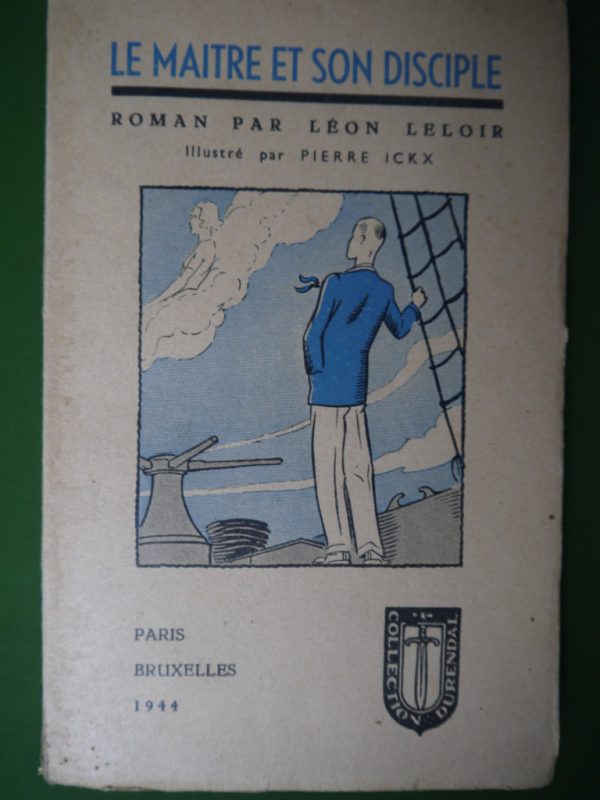 LE MAITRE ET SON DISCIPLE
ROMAN PAR LÉON LELOIR
Illustré par PIERRE ICKX
PARIS
BRUXELLES
1944
COLLECTION DURENDAL